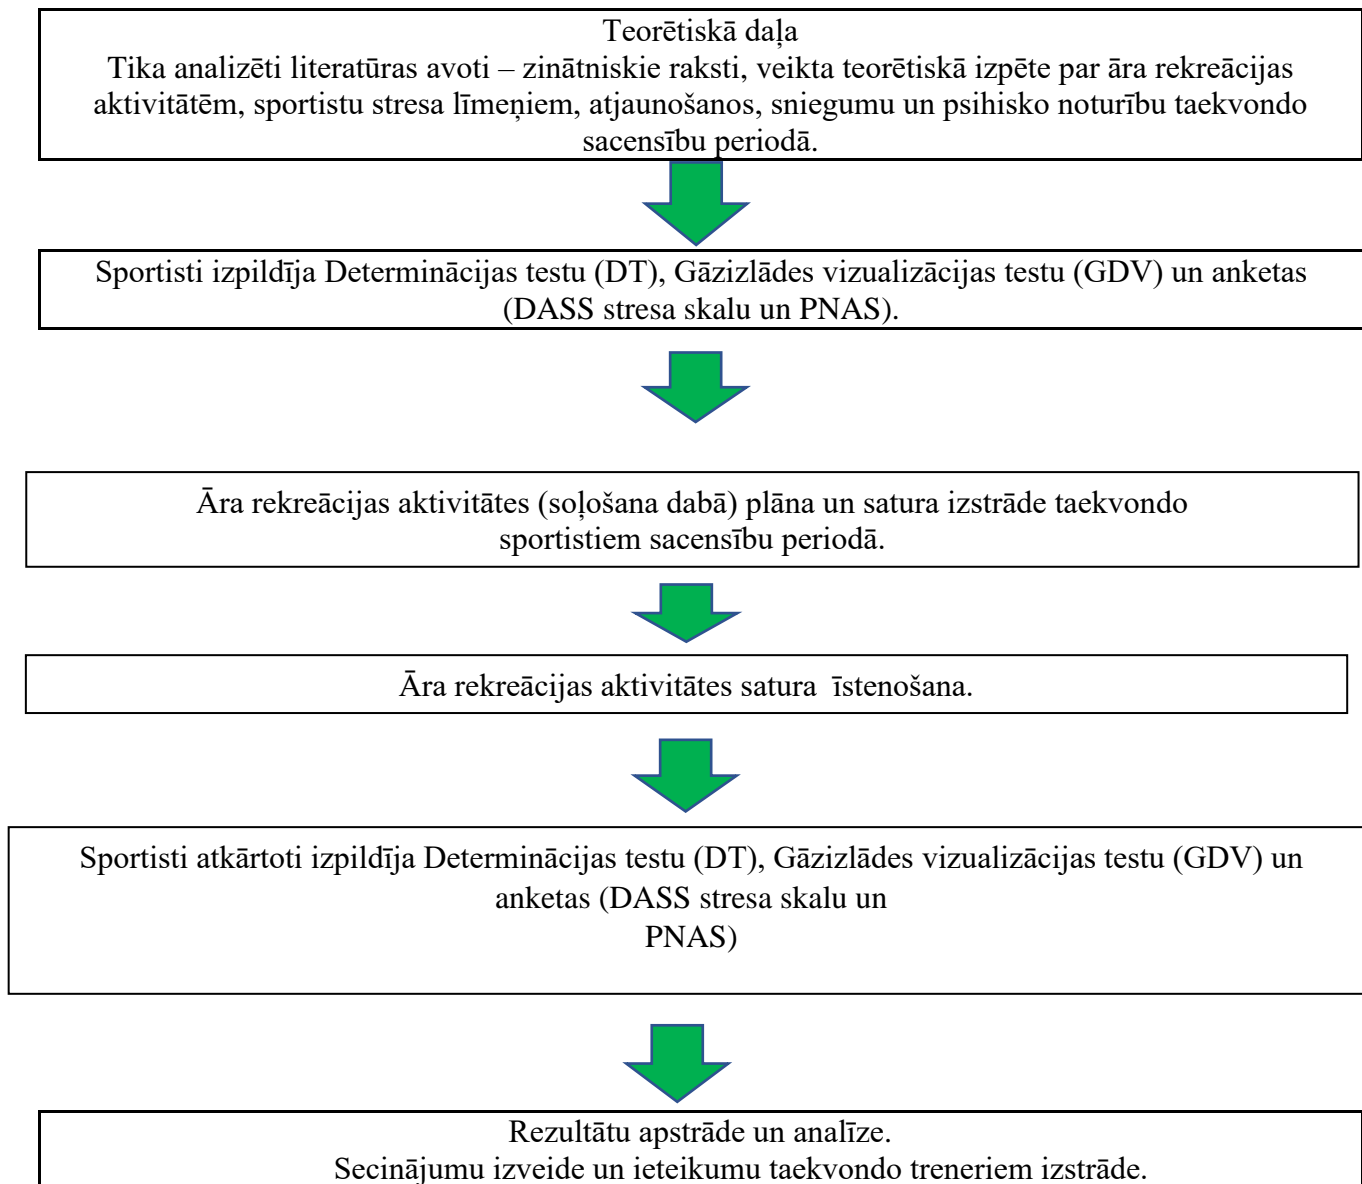 Teorētiskā daļa
Tika analizēti literatūras avoti – zinātniskie raksti, veikta teorētiskā izpēte par āra rekreācijas
aktivitātēm, sportistu stresa līmeņiem, atjaunošanos, sniegumu un psihisko noturību taekvondo
sacensību periodā.
Sportisti izpildīja Determinācijas testu (DT), Gāzizlādes vizualizācijas testu (GDV) un anketas
(DASS stresa skalu un PNAS).
Āra rekreācijas aktivitātes (soļošana dabā) plāna un satura izstrāde taekvondo
sportistiem sacensību periodā.
Āra rekreācijas aktivitātes satura īstenošana.
Sportisti atkārtoti izpildīja Determinācijas testu (DT), Gāzizlādes vizualizācijas testu (GDV) un
anketas (DASS stresa skalu un
PNAS)
Rezultātu apstrāde un analīze.
Secinājumu izveide un ieteikumu taekvondo treneriem izstrāde.